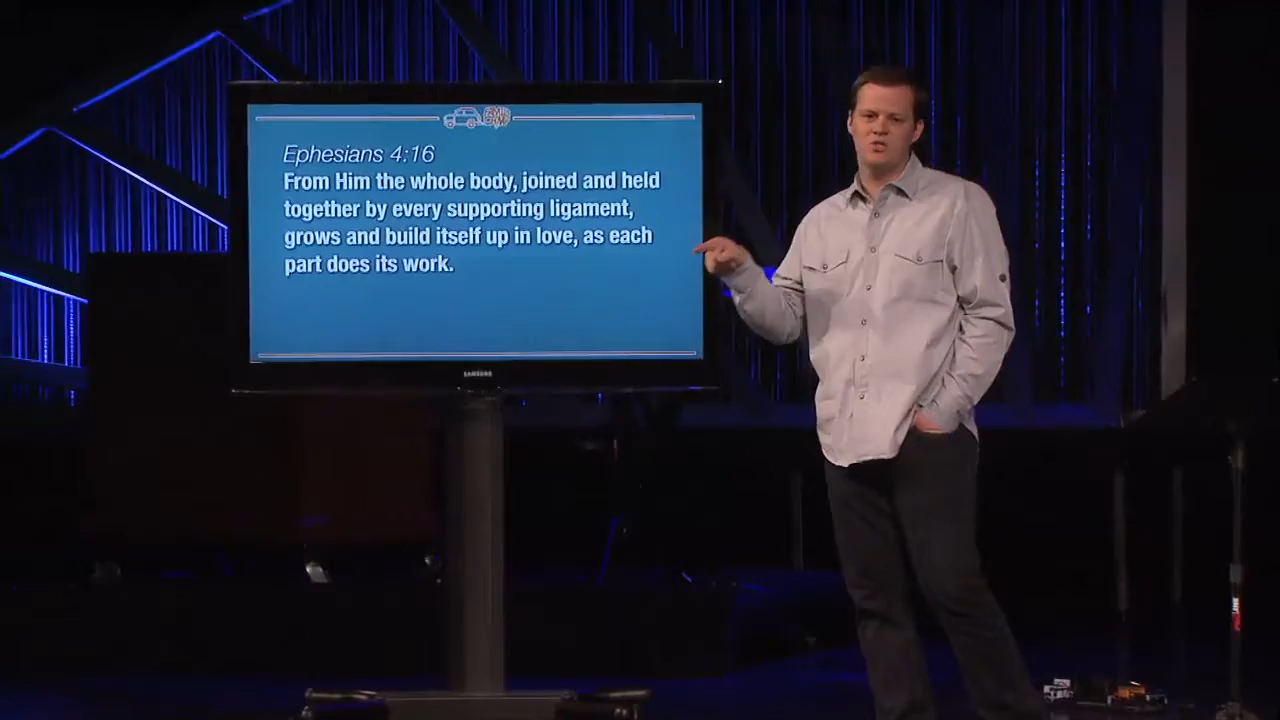 Ephesians 4:16
From Him the whole body, joined and held
together by every supporting ligament,
grows and build itself up in love, as each
part does its work.
SAMSUNG